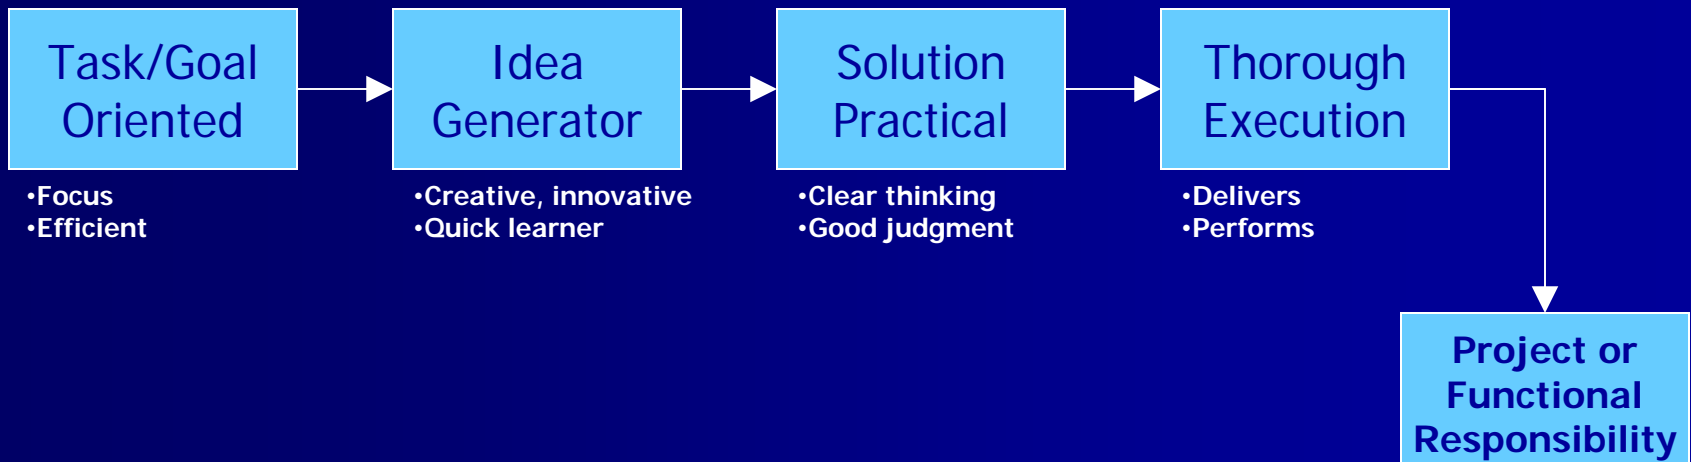 Task/Goal
Oriented
Idea
Generator
Solution
Practical
Thorough
Execution
•Focus
•Efficient
•Creative, innovative
•Quick learner
•Clear thinking
•Good judgment
•Delivers
•Performs
Project or
Functional
Responsibility